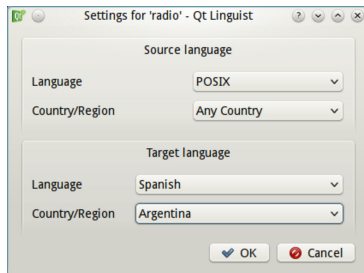 Settings for 'radio' - Qt Linguist
Source language
Language POSIX
Country/Region Any Country
Target language
Language Spanish
Country/Region Argentina
OK Cancel